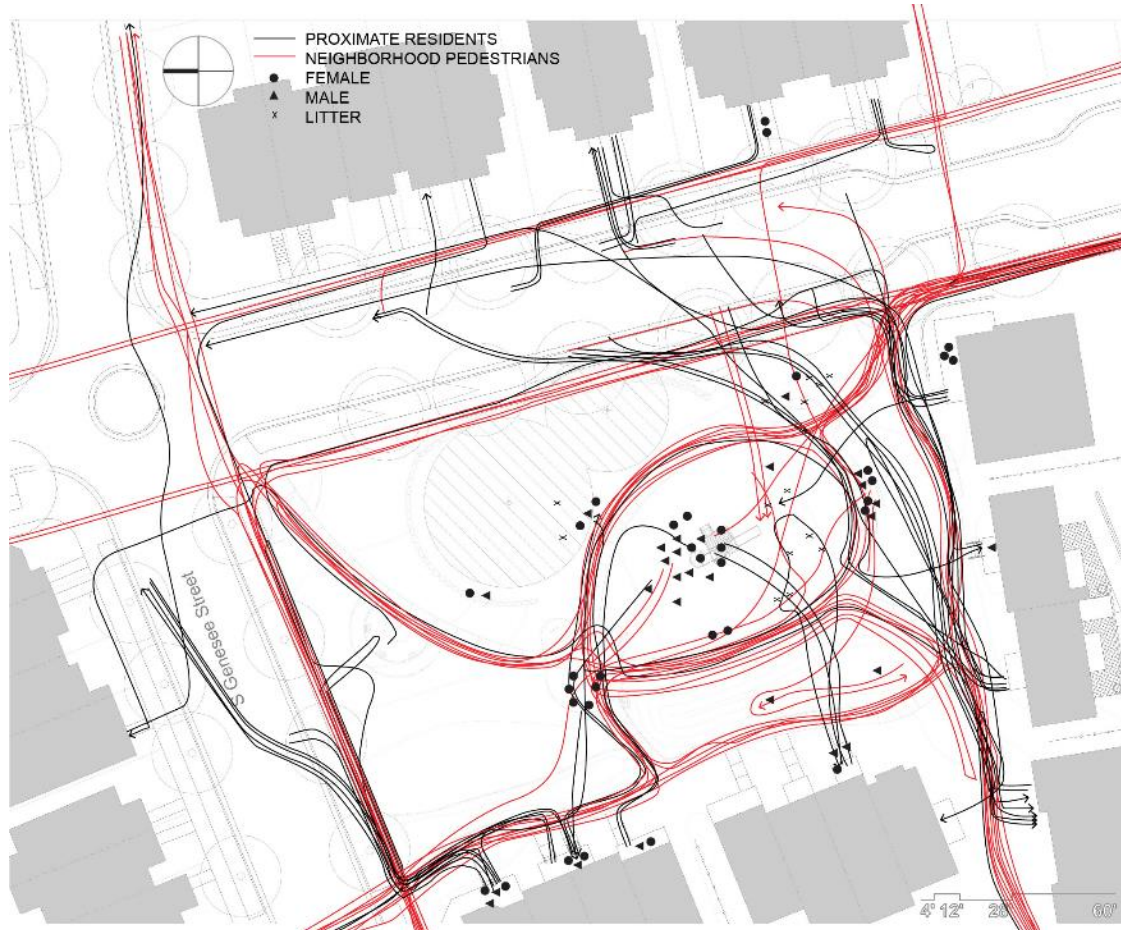 PROXIMATE RESIDENTS
NEIGHBORHOOD PEDESTRIANS
FEMALE
MALE
x LITTER
S Genesee Street
4' 12' 28' 60'